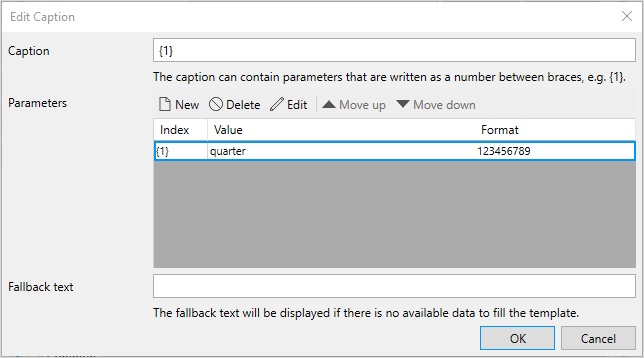 Edit Caption
Caption
{1}
The caption can contain parameters that are written as a number between braces, e.g. {1}.
Parameters
New Delete Edit Move up Move down
Index Value Format
{1} quarter 123456789
Fallback text
The fallback text will be displayed if there is no available data to fill the template.
OK Cancel